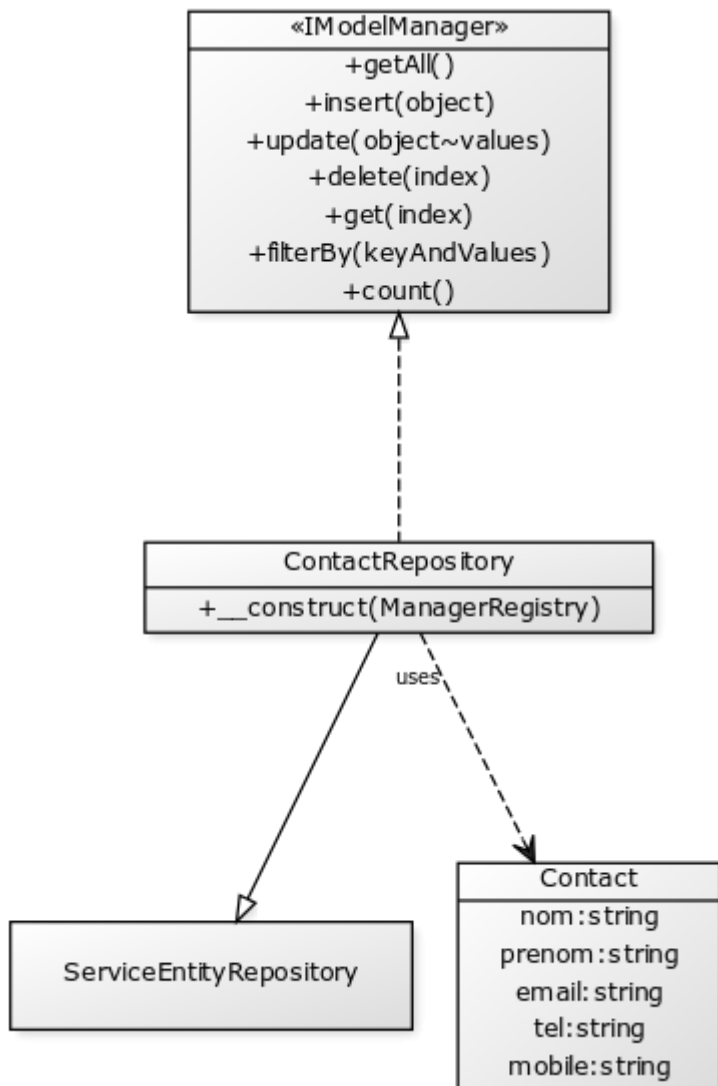 «IModelManager»
+getAll()
+insert(object)
+update(object~values)
+delete(index)
+get(index)
+filterBy(keyAndValues)
+count()
ContactRepository
+__construct(ManagerRegistry)
uses
Contact
nom:string
prenom:string
email:string
tel:string
mobile:string
ServiceEntityRepository